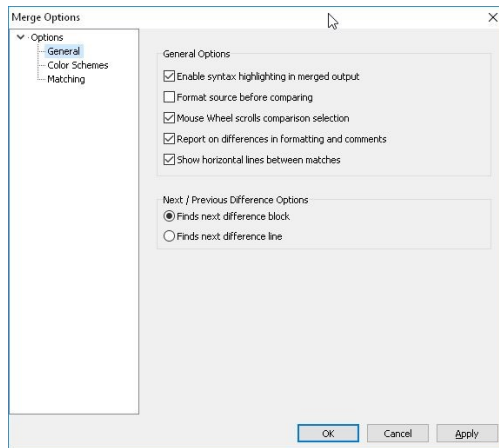 Merge Options
Options
General
Color Schemes
Matching
General Options
Enable syntax highlighting in merged output
Format source before comparing
Mouse Wheel scrolls comparison selection
Report on differences in formatting and comments
Show horizontal lines between matches
Next / Previous Difference Options
Finds next difference block
Finds next difference line
OK Cancel Apply